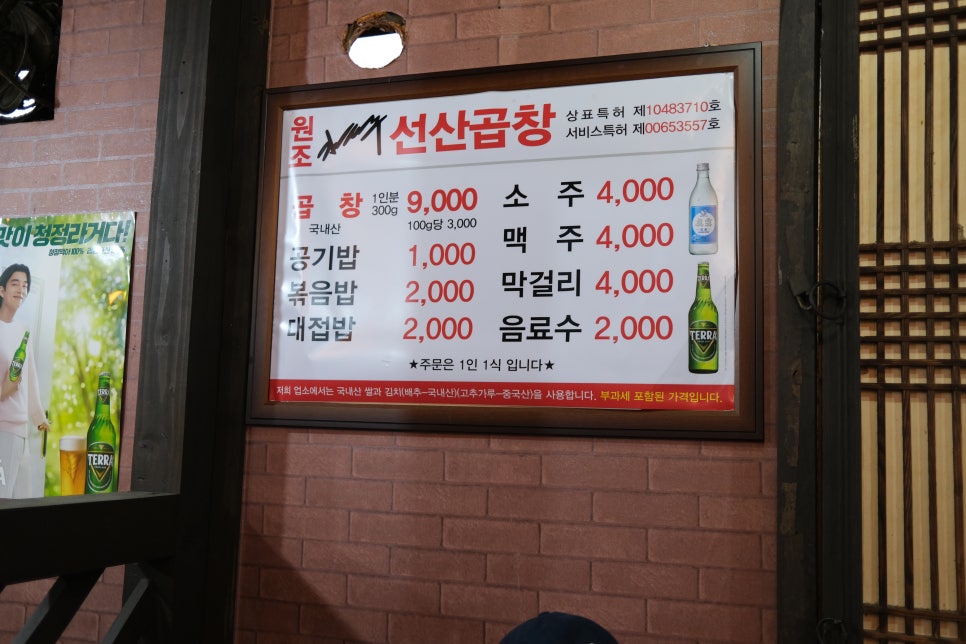 맛이 청정라거다!
TERRA
원조 선산곱창
상표특허 제10483710호
서비스특허 제00653557호
곱창 1인분 300g 9,000
국내산 100g당 3,000
공기밥 1,000
볶음밥 2,000
대접밥 2,000
소주 4,000
맥주 4,000
막걸리 4,000
음료수 2,000
TERRA
★주문은 1인 1식 입니다★
저희 업소에서는 국내산 쌀과 김치(배추-국내산)(고추가루-중국산)을 사용합니다. 부과세 포함된 가격입니다.